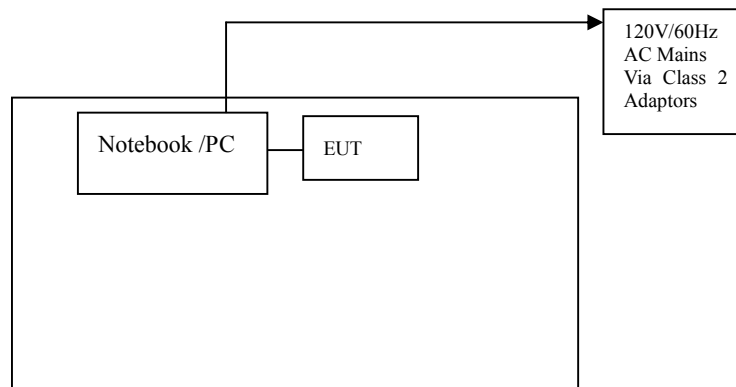 120V/60Hz
AC Mains
Via Class 2
Adaptors
Notebook /PC
EUT